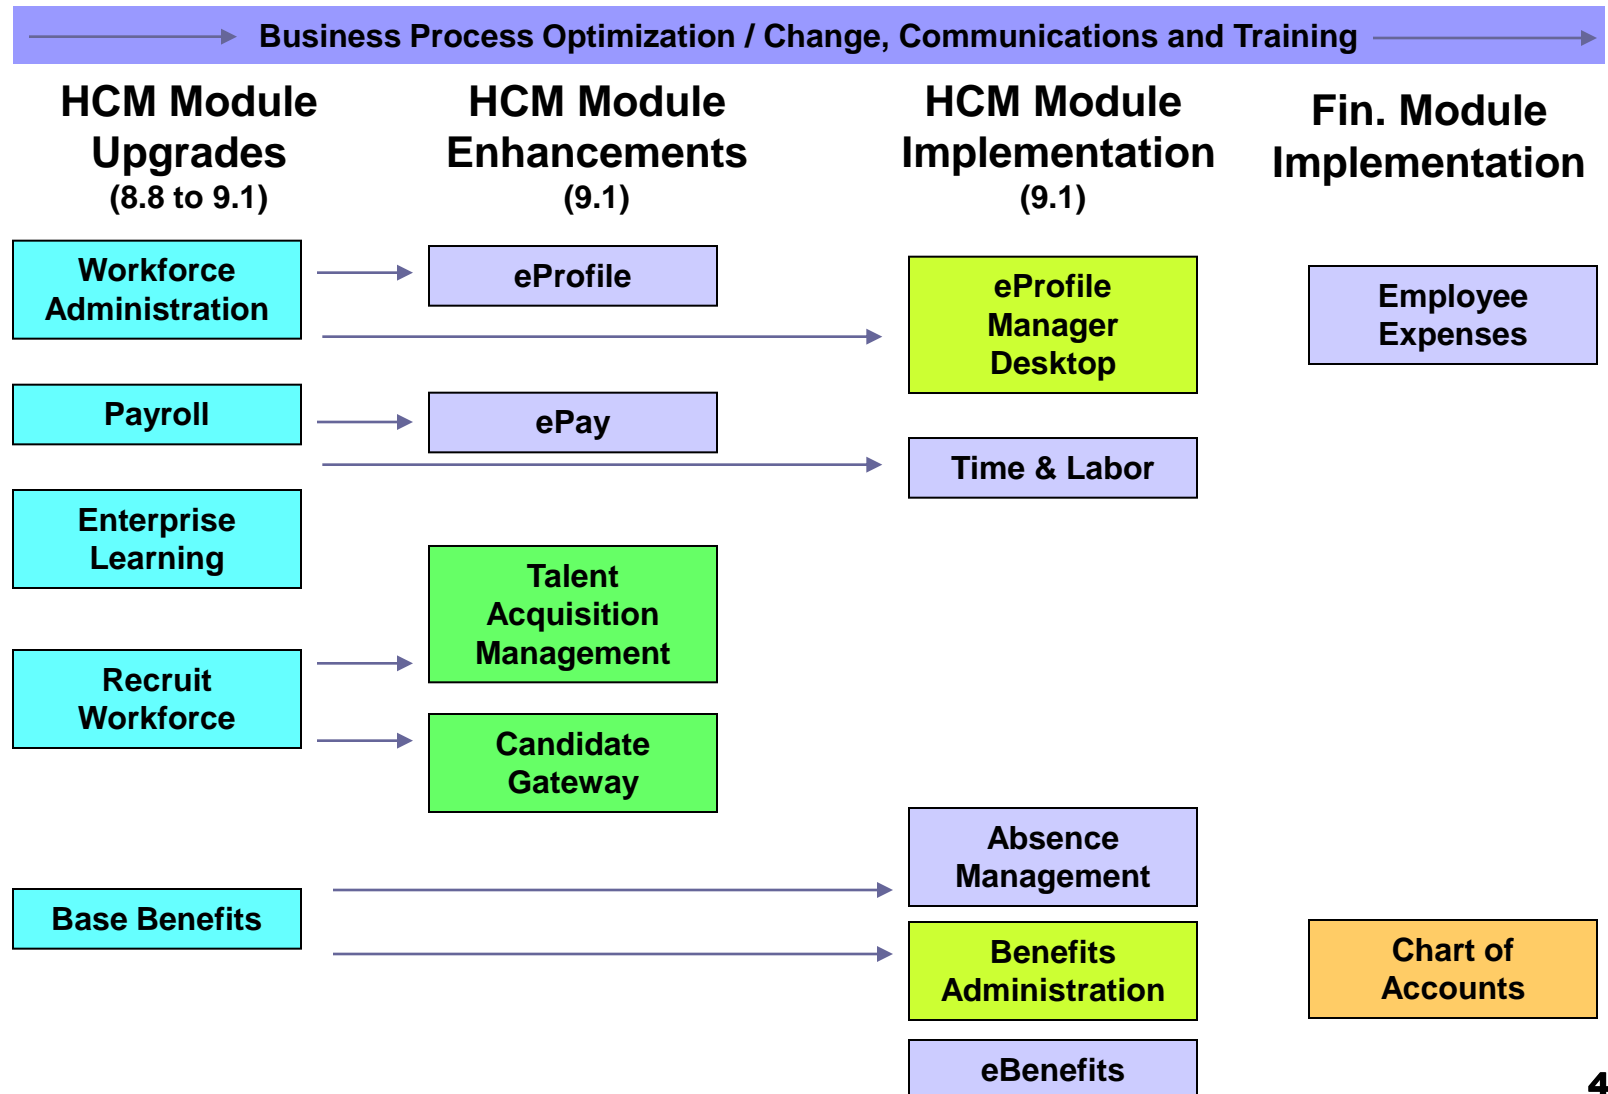 Business Process Optimization / Change, Communications and Training
HCM Module
Upgrades
(8.8 to 9.1)
HCM Module
Enhancements
(9.1)
HCM Module
Implementation
(9.1)
Fin. Module
Implementation
Workforce
Administration
eProfile
eProfile
Manager
Desktop
Employee
Expenses
Payroll
ePay
Time & Labor
Enterprise
Learning
Talent
Acquisition
Management
Recruit
Workforce
Candidate
Gateway
Absence
Management
Base Benefits
Benefits
Administration
Chart of
Accounts
eBenefits
4